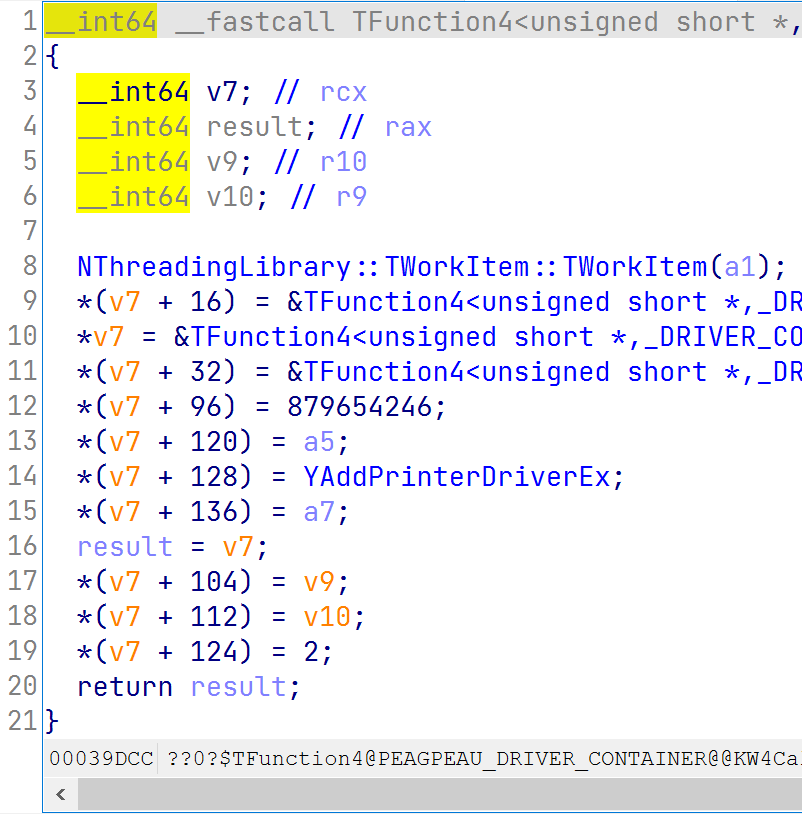 1 __int64 __fastcall TFunction4<unsigned short *,
2 {
3 __int64 v7; // rcx
4 __int64 result; // rax
5 __int64 v9; // r10
6 __int64 v10; // r9
7
8 NThreadingLibrary::TWorkItem::TWorkItem(a1);
9 *(v7 + 16) = &TFunction4<unsigned short *,_DR
10 *v7 = &TFunction4<unsigned short *,_DRIVER_CO
11 *(v7 + 32) = &TFunction4<unsigned short *,_DR
12 *(v7 + 96) = 879654246;
13 *(v7 + 120) = a5;
14 *(v7 + 128) = YAddPrinterDriverEx;
15 *(v7 + 136) = a7;
16 result = v7;
17 *(v7 + 104) = v9;
18 *(v7 + 112) = v10;
19 *(v7 + 124) = 2;
20 return result;
21 }
00039DCC ??0?$TFunction4@PEAGPEAU_DRIVER_CONTAINER@@KW4Cal